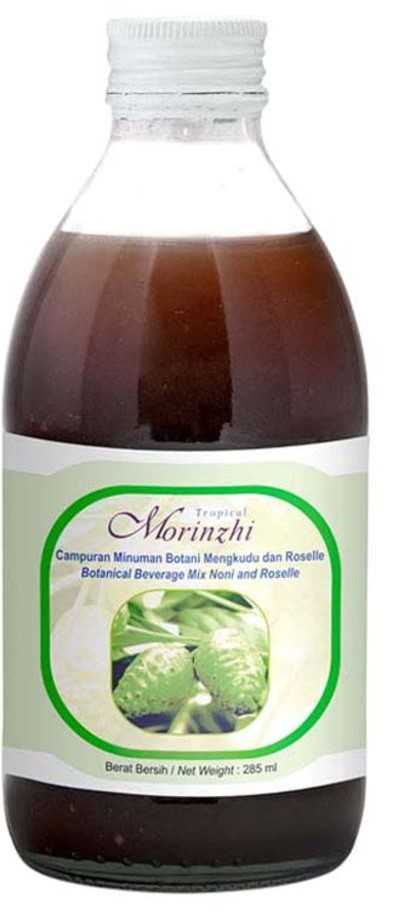 Tropical
Morinzhi
Campuran Minuman Botani Mengkudu dan Roselle
Botanical Beverage Mix Noni and Roselle
Berat Bersih / Net Weight : 285 ml